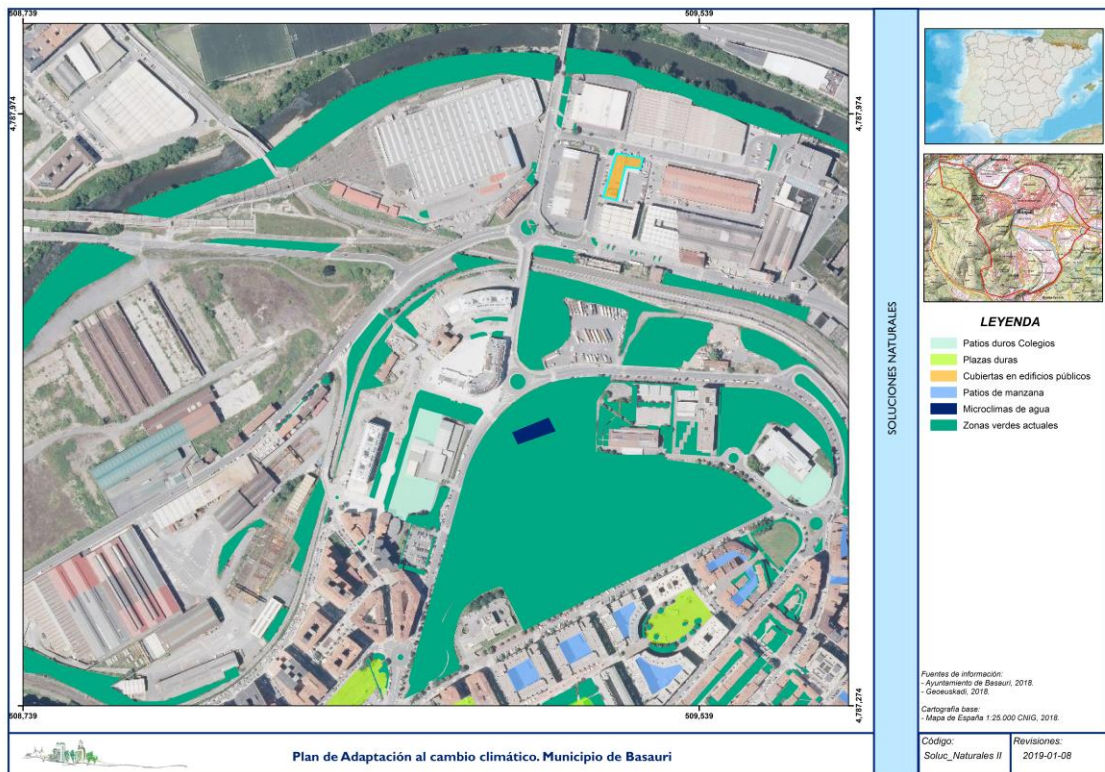 508,739
509,539
4,787,974
4,787,974
SOLUCIONES NATURALES
LEYENDA
Patios duros Colegios
Plazas duras
Cubiertas en edificios públicos
Patios de manzana
Microclimas de agua
Zonas verdes actuales
Fuentes de información:
- Ayuntamiento de Basauri, 2018.
- Geoeuskadi, 2018.
Cartografía base:
- Mapa de España 1:25.000 CNIG, 2018.
4,787,274
508,739
509,539
Plan de Adaptación al cambio climático. Municipio de Basauri
Código:
Soluc_Naturales II
Revisiones:
2019-01-08